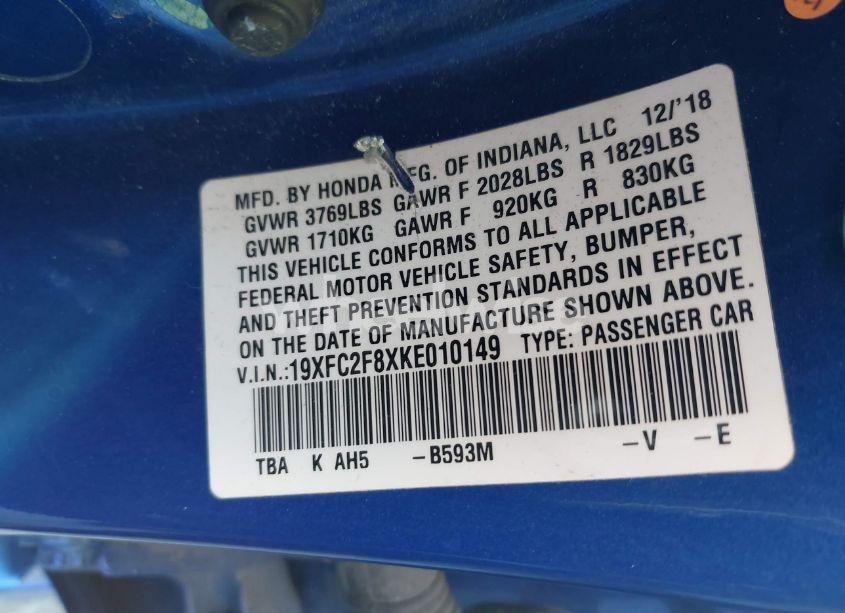 MFD. BY HONDA MFG. OF INDIANA, LLC 12/'18
GVWR 3769LBS GAWR F 2028LBS R 1829LBS
GVWR 1710KG GAWR F 920KG R 830KG
THIS VEHICLE CONFORMS TO ALL APPLICABLE
FEDERAL MOTOR VEHICLE SAFETY, BUMPER,
AND THEFT PREVENTION STANDARDS IN EFFECT
ON THE DATE OF MANUFACTURE SHOWN ABOVE.
V.I.N.:19XFC2F8XKE010149 TYPE: PASSENGER CAR
TBA K AH5 -B593M -V -E